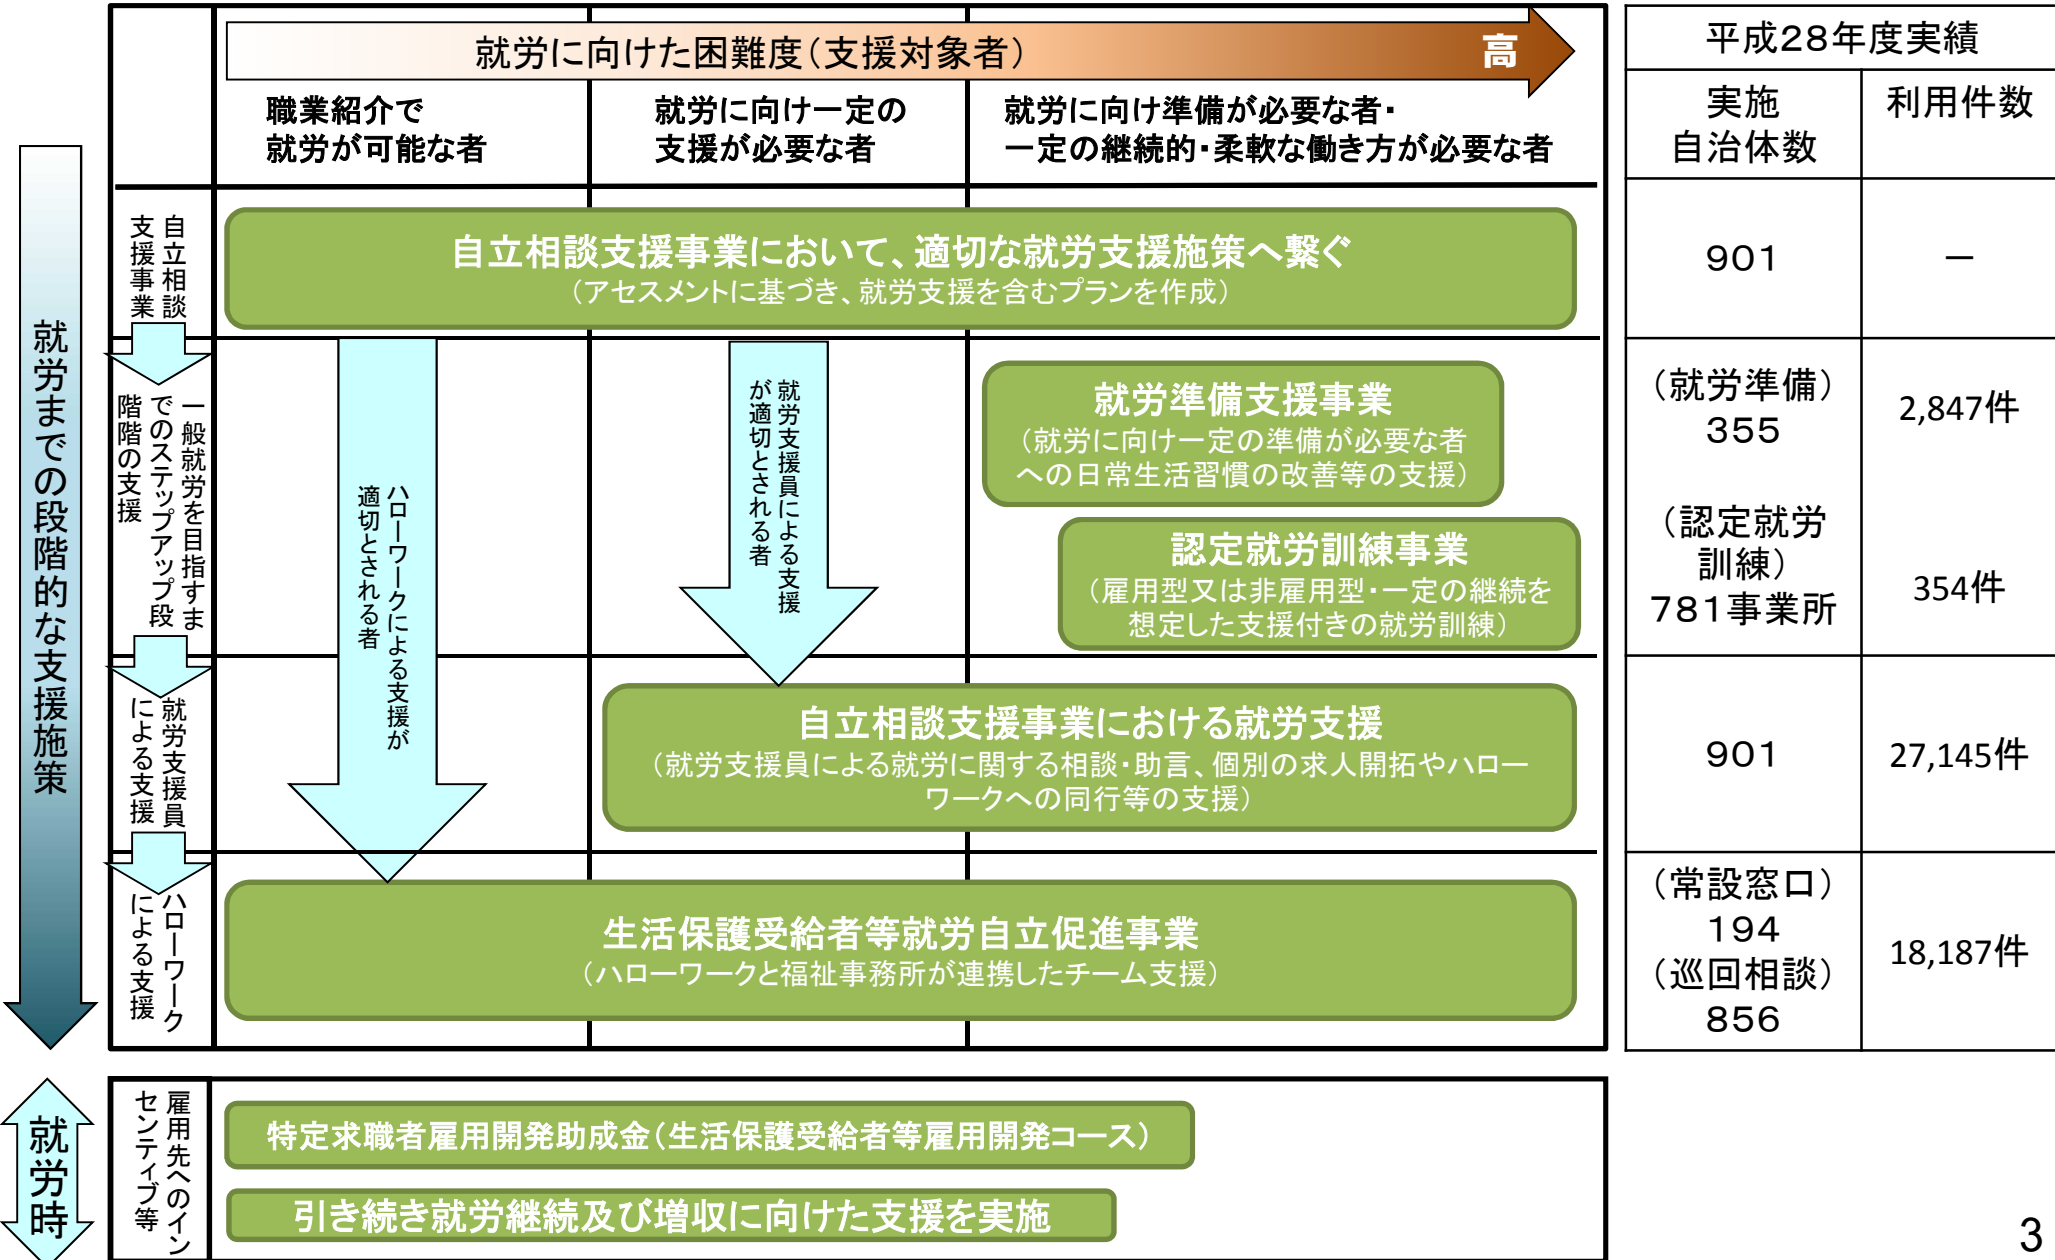 就労に向けた困難度（支援対象者）
高
職業紹介で
就労が可能な者
就労に向け一定の
支援が必要な者
就労に向け準備が必要な者・
一定の継続的・柔軟な働き方が必要な者
平成２８年度実績
実施
自治体数
利用件数
就労までの段階的な支援施策
自立相談
支援事業
自立相談支援事業において、適切な就労支援施策へ繋ぐ
（アセスメントに基づき、就労支援を含むプランを作成）
９０１
－
一般就労を目指すま
でのステップアップ段
階階の支援
ハローワークによる支援が
適切とされる者
就労支援員による支援
が適切とされる者
就労準備支援事業
（就労に向け一定の準備が必要な者
への日常生活習慣の改善等の支援）
認定就労訓練事業
（雇用型又は非雇用型・一定の継続を
想定した支援付きの就労訓練）
（就労準備）
３５５
2,847件
（認定就労
訓練）
７８１事業所
354件
就労支援員
による支援
自立相談支援事業における就労支援
（就労支援員による就労に関する相談・助言、個別の求人開拓やハロー
ワークへの同行等の支援）
９０１
27,145件
ハローワーク
による支援
生活保護受給者等就労自立促進事業
（ハローワークと福祉事務所が連携したチーム支援）
（常設窓口）
１９４
（巡回相談）
８５６
18,187件
就労時
雇用先へのイン
センティブ等
特定求職者雇用開発助成金（生活保護受給者等雇用開発コース）
引き続き就労継続及び増収に向けた支援を実施
3